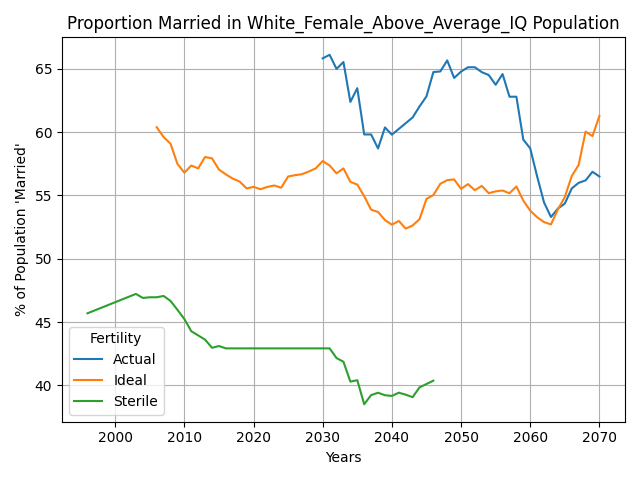 Proportion Married in White_Female_Above_Average_IQ Population
% of Population 'Married'
65
60
55
50
45
40
Fertility
Actual
Ideal
Sterile
2000 2010 2020 2030 2040 2050 2060 2070
Years